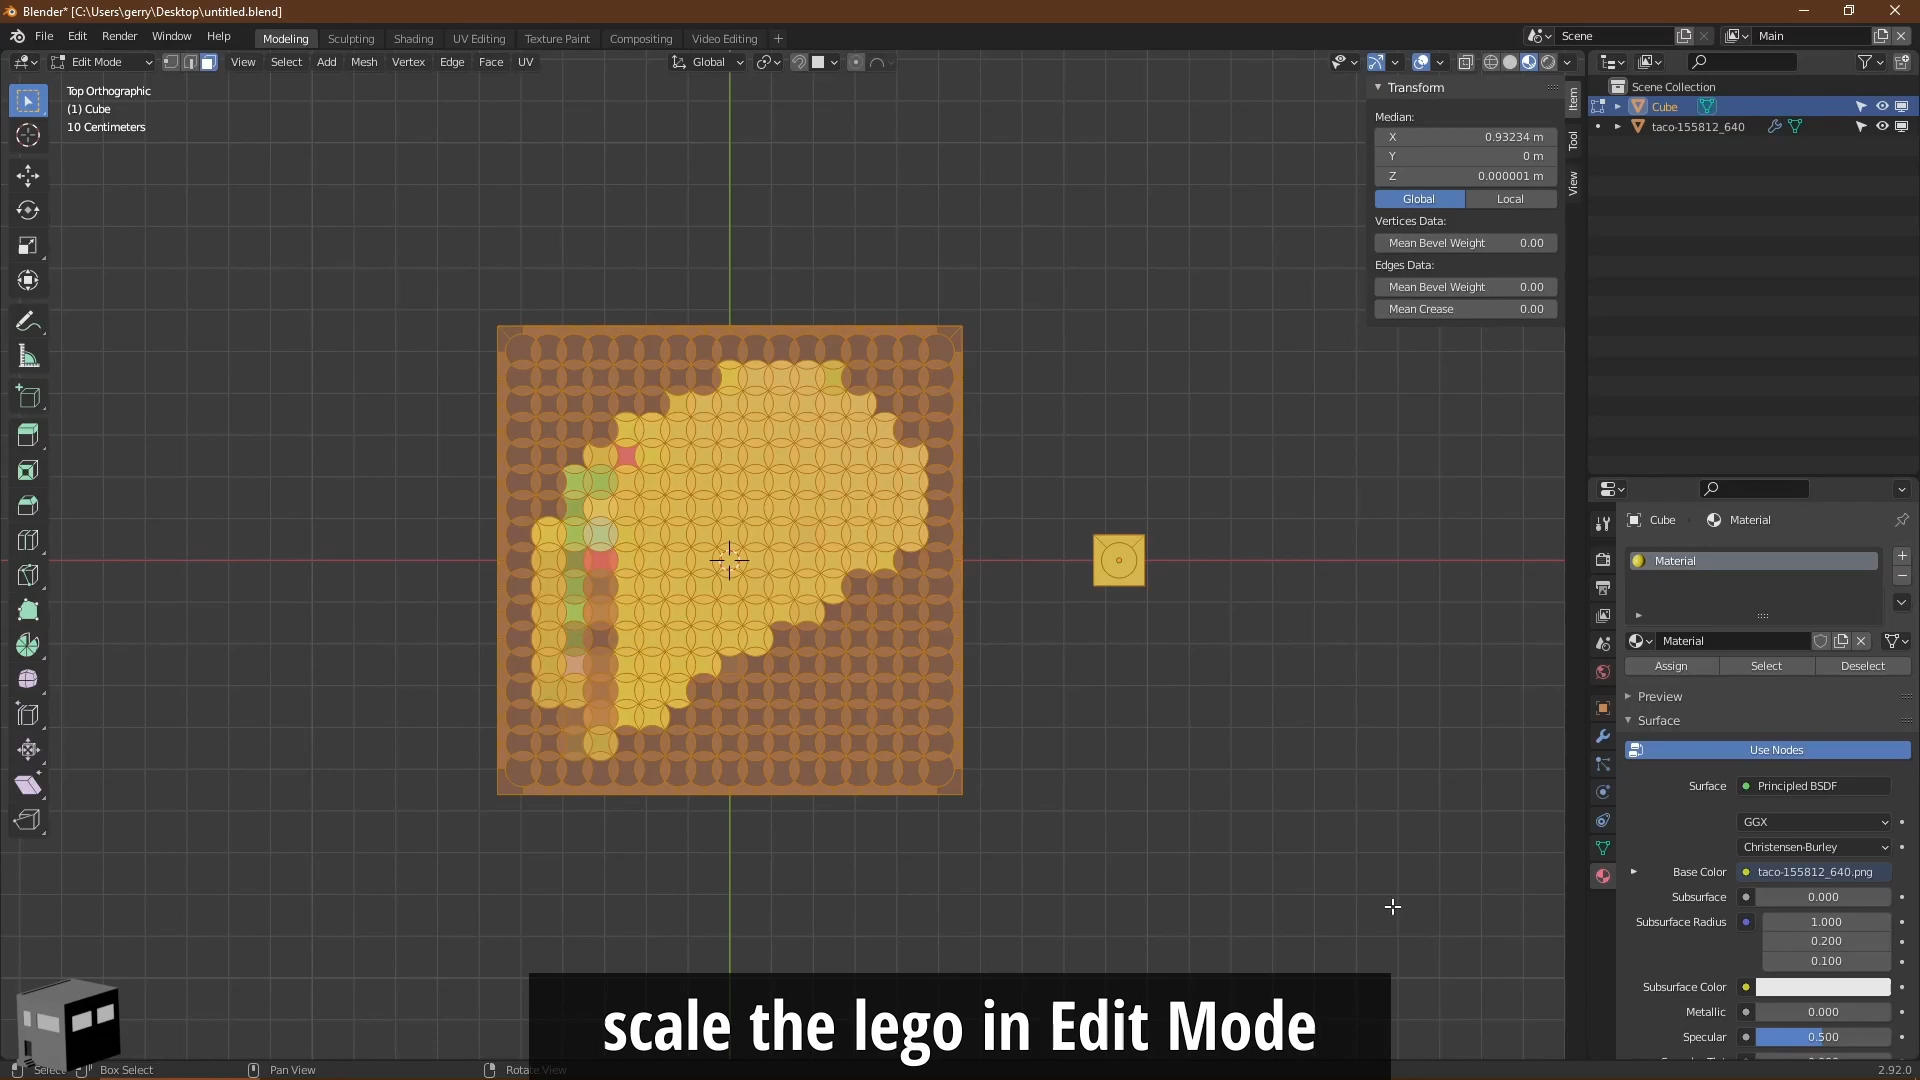 Blender* [C:\Users\gerry\Desktop\untitled.blend]
File Edit Render Window Help Modeling Sculpting Shading UV Editing Texture Paint Compositing Video Editing + Scene Main
Edit Mode View Select Add Mesh Vertex Edge Face UV Global
Top Orthographic
(1) Cube
10 Centimeters
Transform
Median:
X 0.93234 m
Y 0 m
Z 0.000001 m
Global Local
Vertices Data:
Mean Bevel Weight 0.00
Edges Data:
Mean Bevel Weight 0.00
Mean Crease 0.00
Item
Tool
View
Scene Collection
Cube
taco-155812_640
Cube Material
Material
Material
Assign Select Deselect
Preview
Surface
Use Nodes
Surface Principled BSDF
GGX
Christensen-Burley
Base Color taco-155812_640.png
Subsurface 0.000
Subsurface Radius 1.000
0.200
0.100
Subsurface Color
Metallic 0.000
Specular 0.500
scale the lego in Edit Mode
Select Box Select Pan View Rotate View 2.92.0